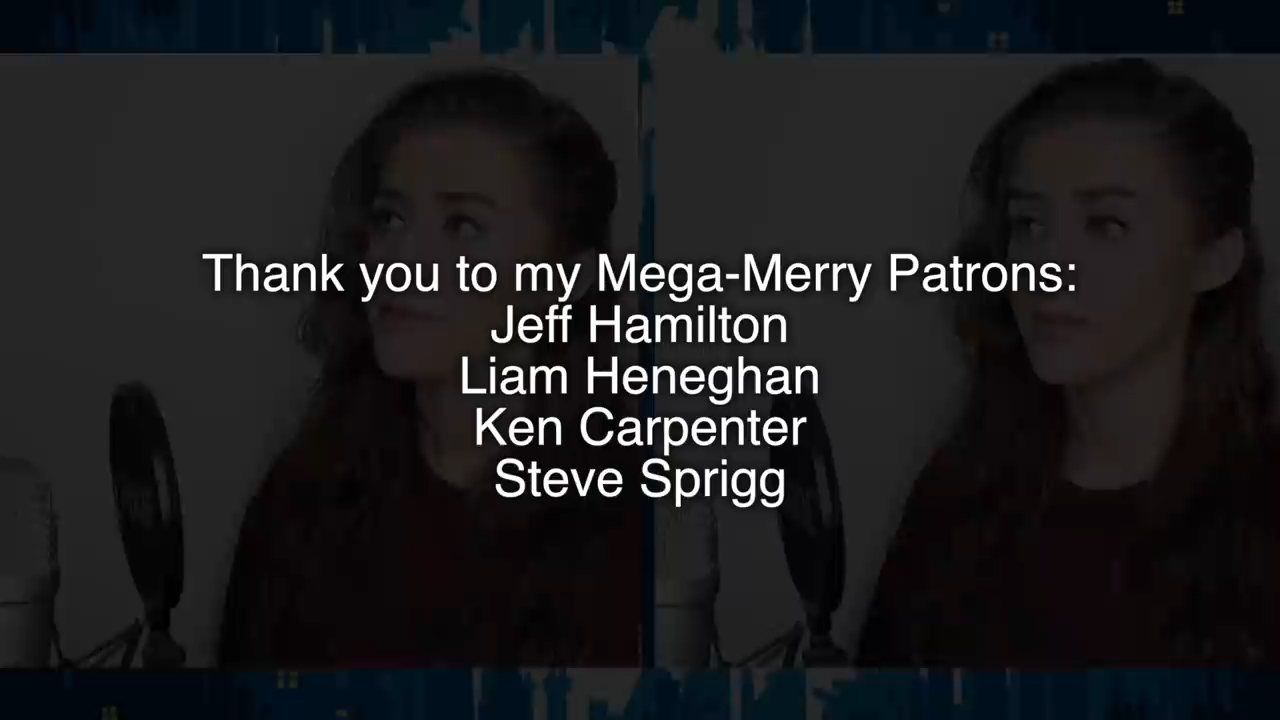 Thank you to my Mega-Merry Patrons:
Jeff Hamilton
Liam Heneghan
Ken Carpenter
Steve Sprigg